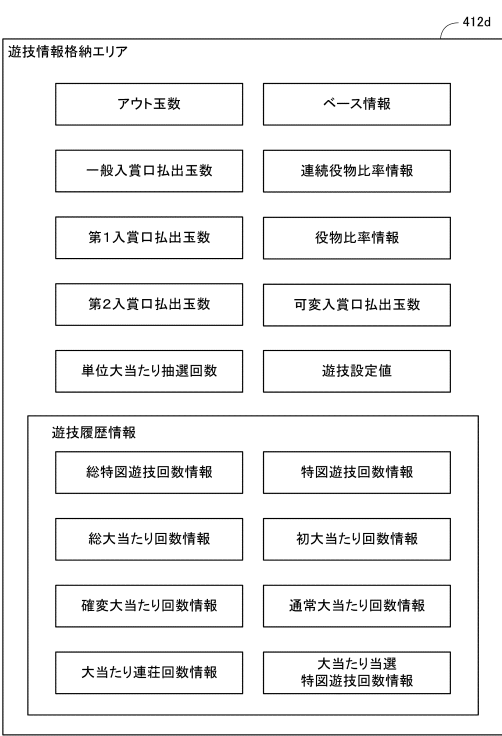 412d
遊技情報格納エリア
アウト玉数
ベース情報
一般入賞口払出玉数
連続役物比率情報
第1入賞口払出玉数
役物比率情報
第2入賞口払出玉数
可変入賞口払出玉数
単位大当たり抽選回数
遊技設定値
遊技履歴情報
総特図遊技回数情報
特図遊技回数情報
総大当たり回数情報
初大当たり回数情報
確変大当たり回数情報
通常大当たり回数情報
大当たり連荘回数情報
大当たり当選
特図遊技回数情報